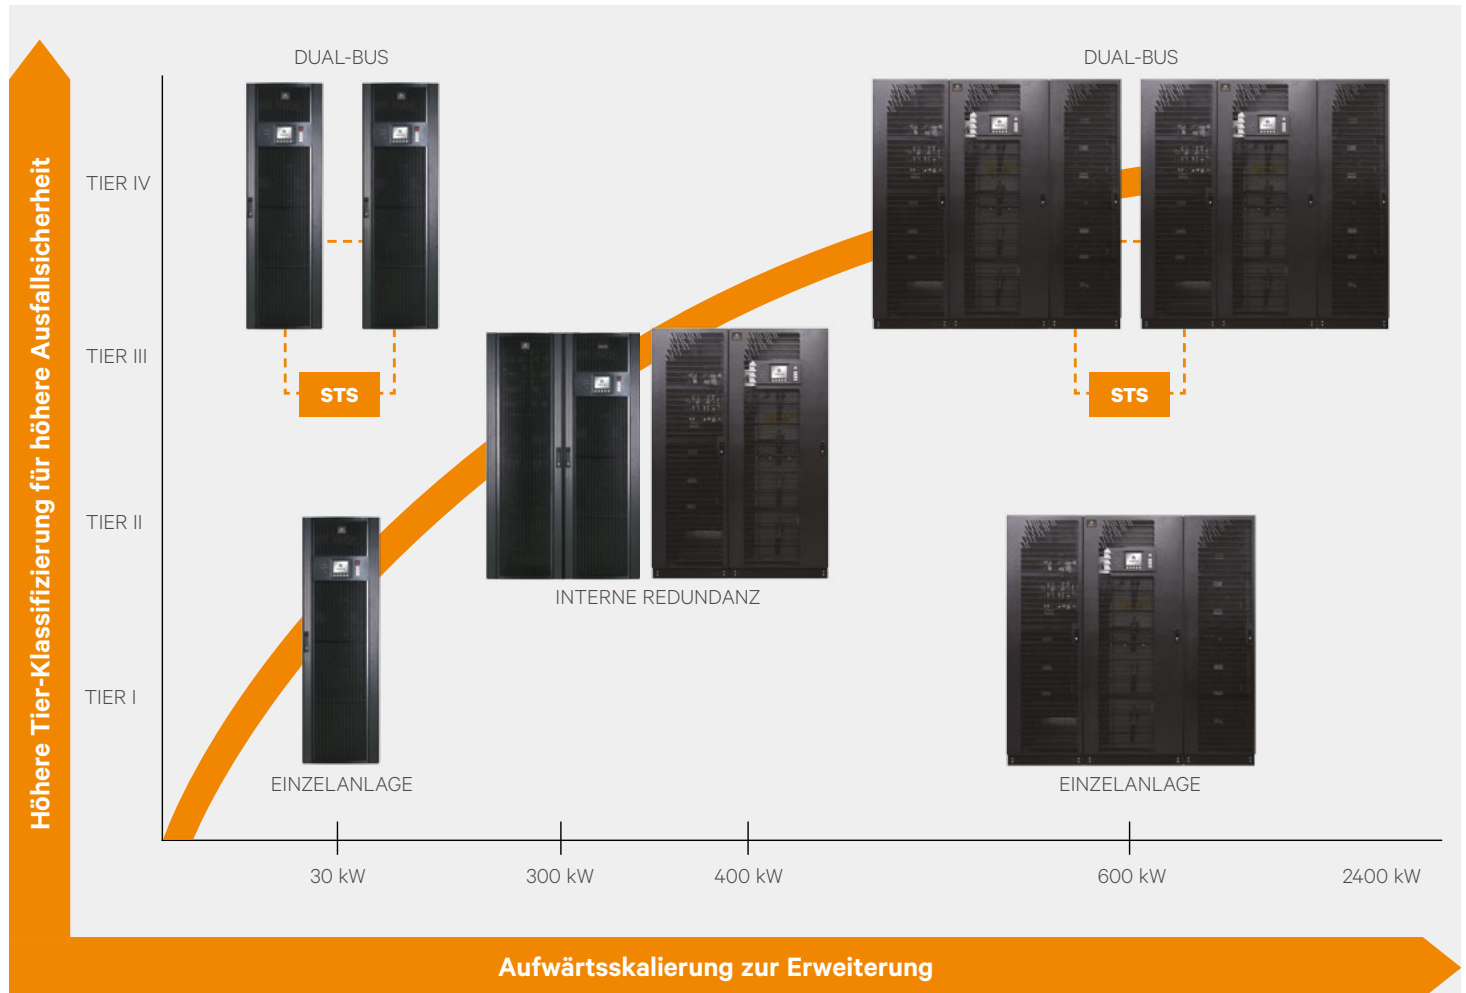 DUAL-BUS
DUAL-BUS
Höhere Tier-Klassifizierung für höhere Ausfallsicherheit
TIER IV
TIER III
STS
STS
TIER II
INTERNE REDUNDANZ
TIER I
EINZELANLAGE
EINZELANLAGE
30 kW
300 kW
400 kW
600 kW
2400 kW
Aufwärtsskalierung zur Erweiterung